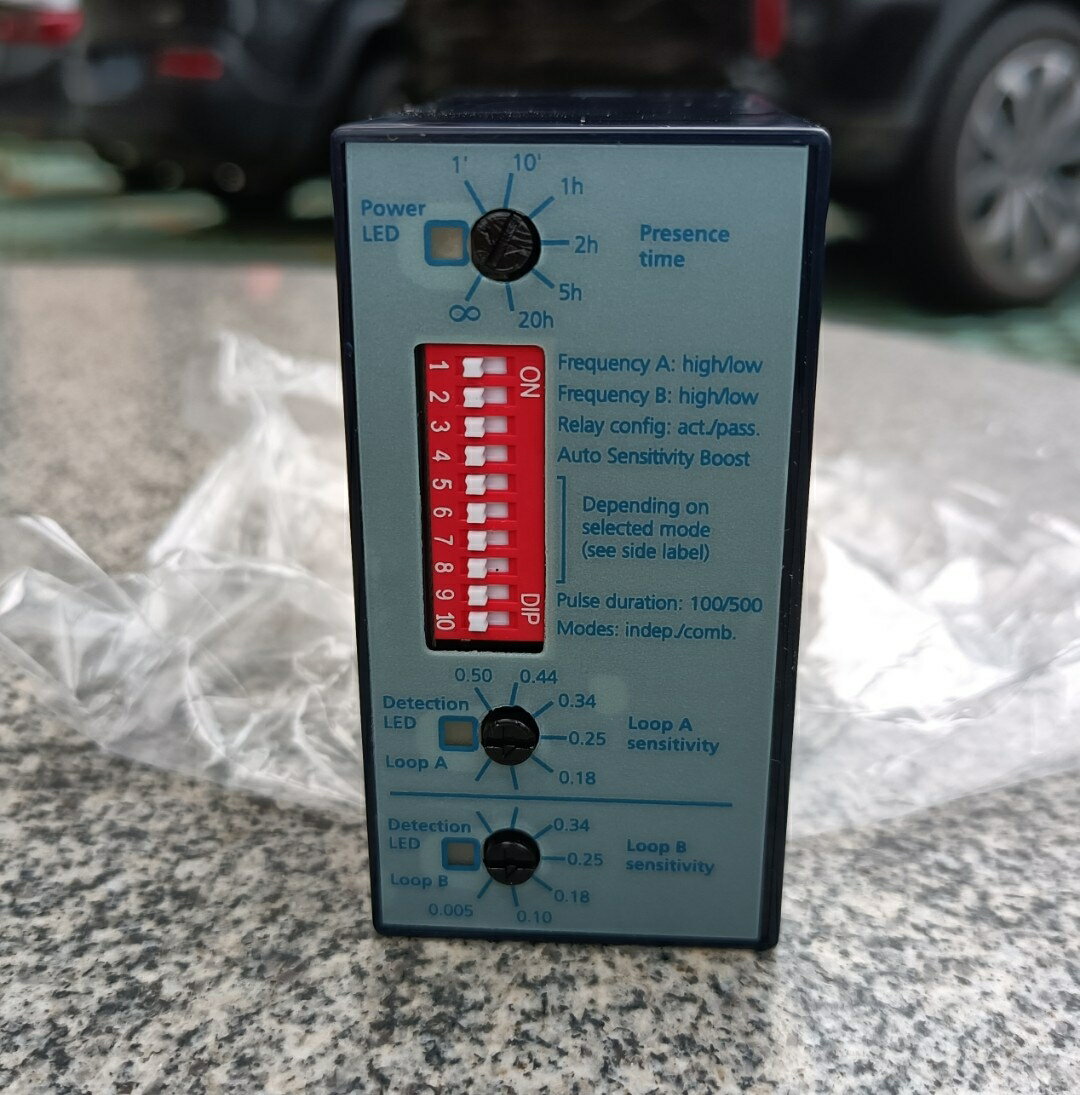 1' 10'
1h
2h
5h
20h
∞
Power
LED
Presence
time
ON
DIP
1
2
3
4
5
6
7
8
9
10
Frequency A: high/low
Frequency B: high/low
Relay config: act./pass.
Auto Sensitivity Boost
Depending on
selected mode
(see side label)
Pulse duration: 100/500
Modes: indep./comb.
0.50 0.44
0.34
0.25
0.18
Detection
LED
Loop A
Loop A
sensitivity
Detection
LED
Loop B
0.34
0.25
0.18
0.10
0.005
Loop B
sensitivity